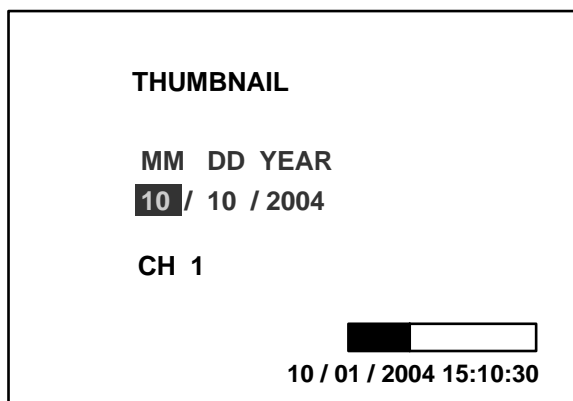 THUMBNAIL
MM DD YEAR
10 / 10 / 2004
CH 1
10 / 01 / 2004 15:10:30